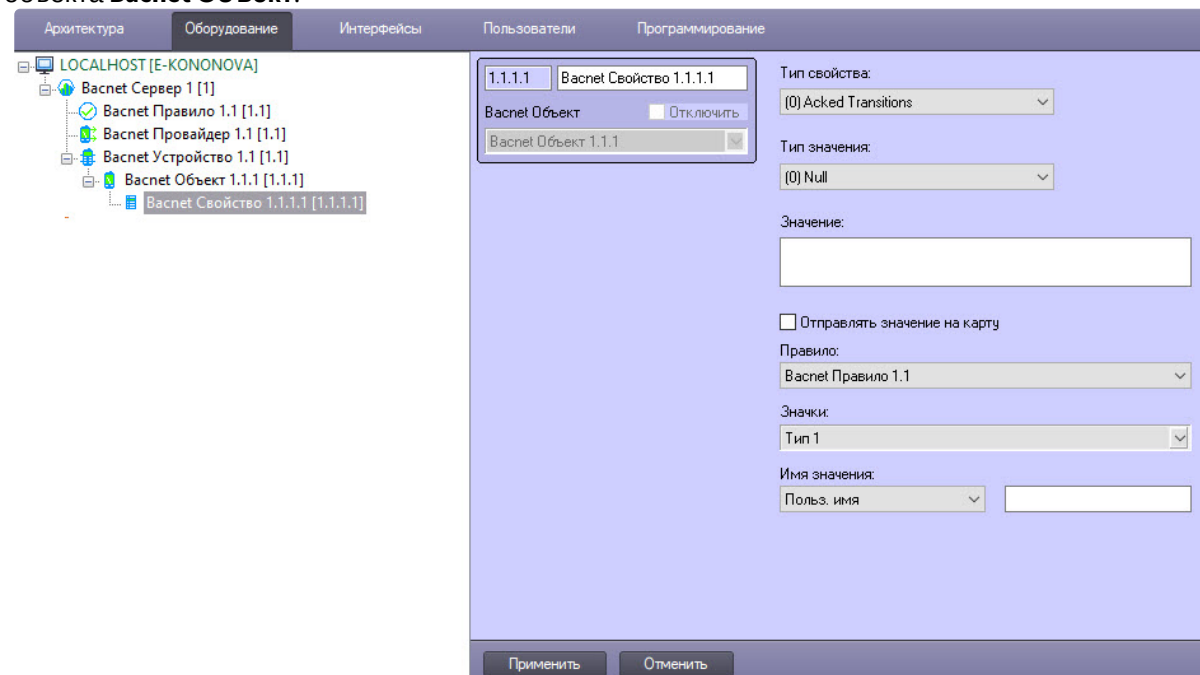 объекта Bacnet Объект.
Архитектура Оборудование Интерфейсы Пользователи Программирование
LOCALHOST [E-KONONOVA]
Bacnet Сервер 1 [1]
Bacnet Правило 1.1 [1.1]
Bacnet Провайдер 1.1 [1.1]
Bacnet Устройство 1.1 [1.1]
Bacnet Объект 1.1.1 [1.1.1]
Bacnet Свойство 1.1.1.1 [1.1.1.1]
1.1.1.1 Bacnet Свойство 1.1.1.1
Bacnet Объект Отключить
Bacnet Объект 1.1.1
Тип свойства:
(0) Acked Transitions
Тип значения:
(0) Null
Значение:
Отправлять значение на карту
Правило:
Bacnet Правило 1.1
Значки:
Тип 1
Имя значения:
Польз. имя
Применить Отменить